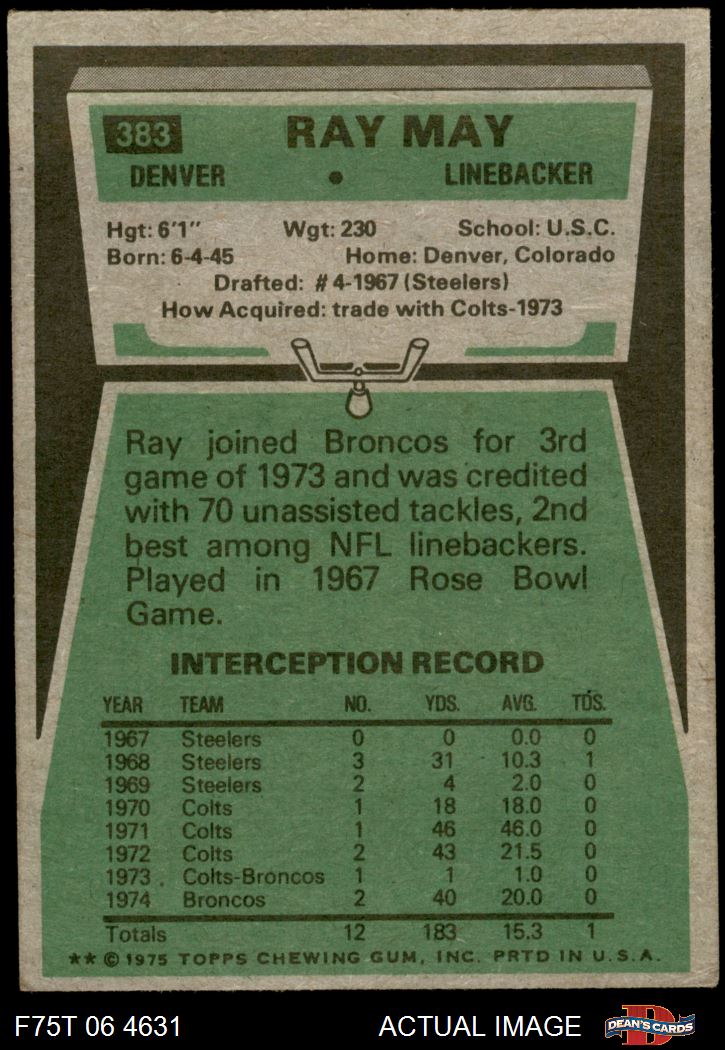 383 RAY MAY
DENVER • LINEBACKER
Hgt: 6'1" Wgt: 230 School: U.S.C.
Born: 6-4-45 Home: Denver, Colorado
Drafted: #4-1967 (Steelers)
How Acquired: trade with Colts-1973
Ray joined Broncos for 3rd
game of 1973 and was credited
with 70 unassisted tackles, 2nd
best among NFL linebackers.
Played in 1967 Rose Bowl
Game.
INTERCEPTION RECORD
YEAR TEAM NO. YDS. AVG. TDS.
1967 Steelers 0 0 0.0 0
1968 Steelers 3 31 10.3 1
1969 Steelers 2 4 2.0 0
1970 Colts 1 18 18.0 0
1971 Colts 1 46 46.0 0
1972 Colts 2 43 21.5 0
1973 Colts-Broncos 1 1 1.0 0
1974 Broncos 2 40 20.0 0
Totals 12 183 15.3 1
** © 1975 TOPPS CHEWING GUM, INC. PRTD IN U.S.A.
F75T 06 4631 ACTUAL IMAGE D DEAN'S CARDS